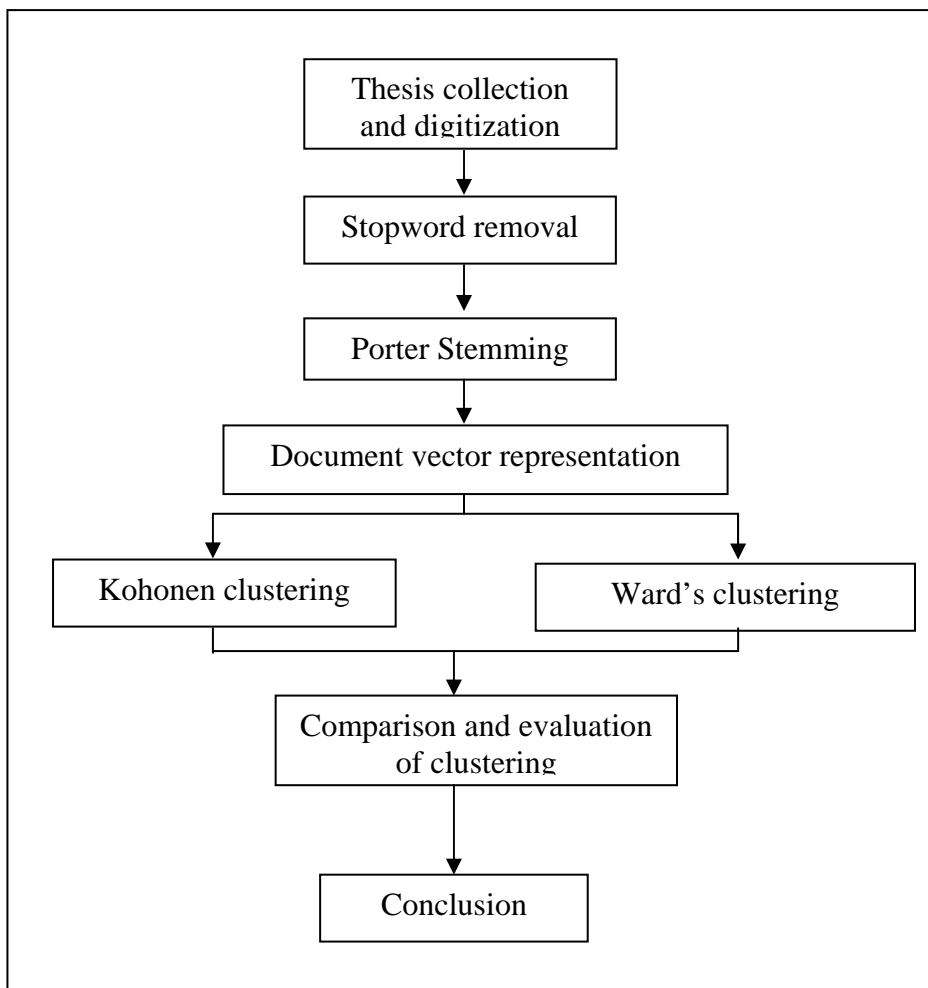 Thesis collection
and digitization
Stopword removal
Porter Stemming
Document vector representation
Kohonen clustering
Ward’s clustering
Comparison and evaluation
of clustering
Conclusion